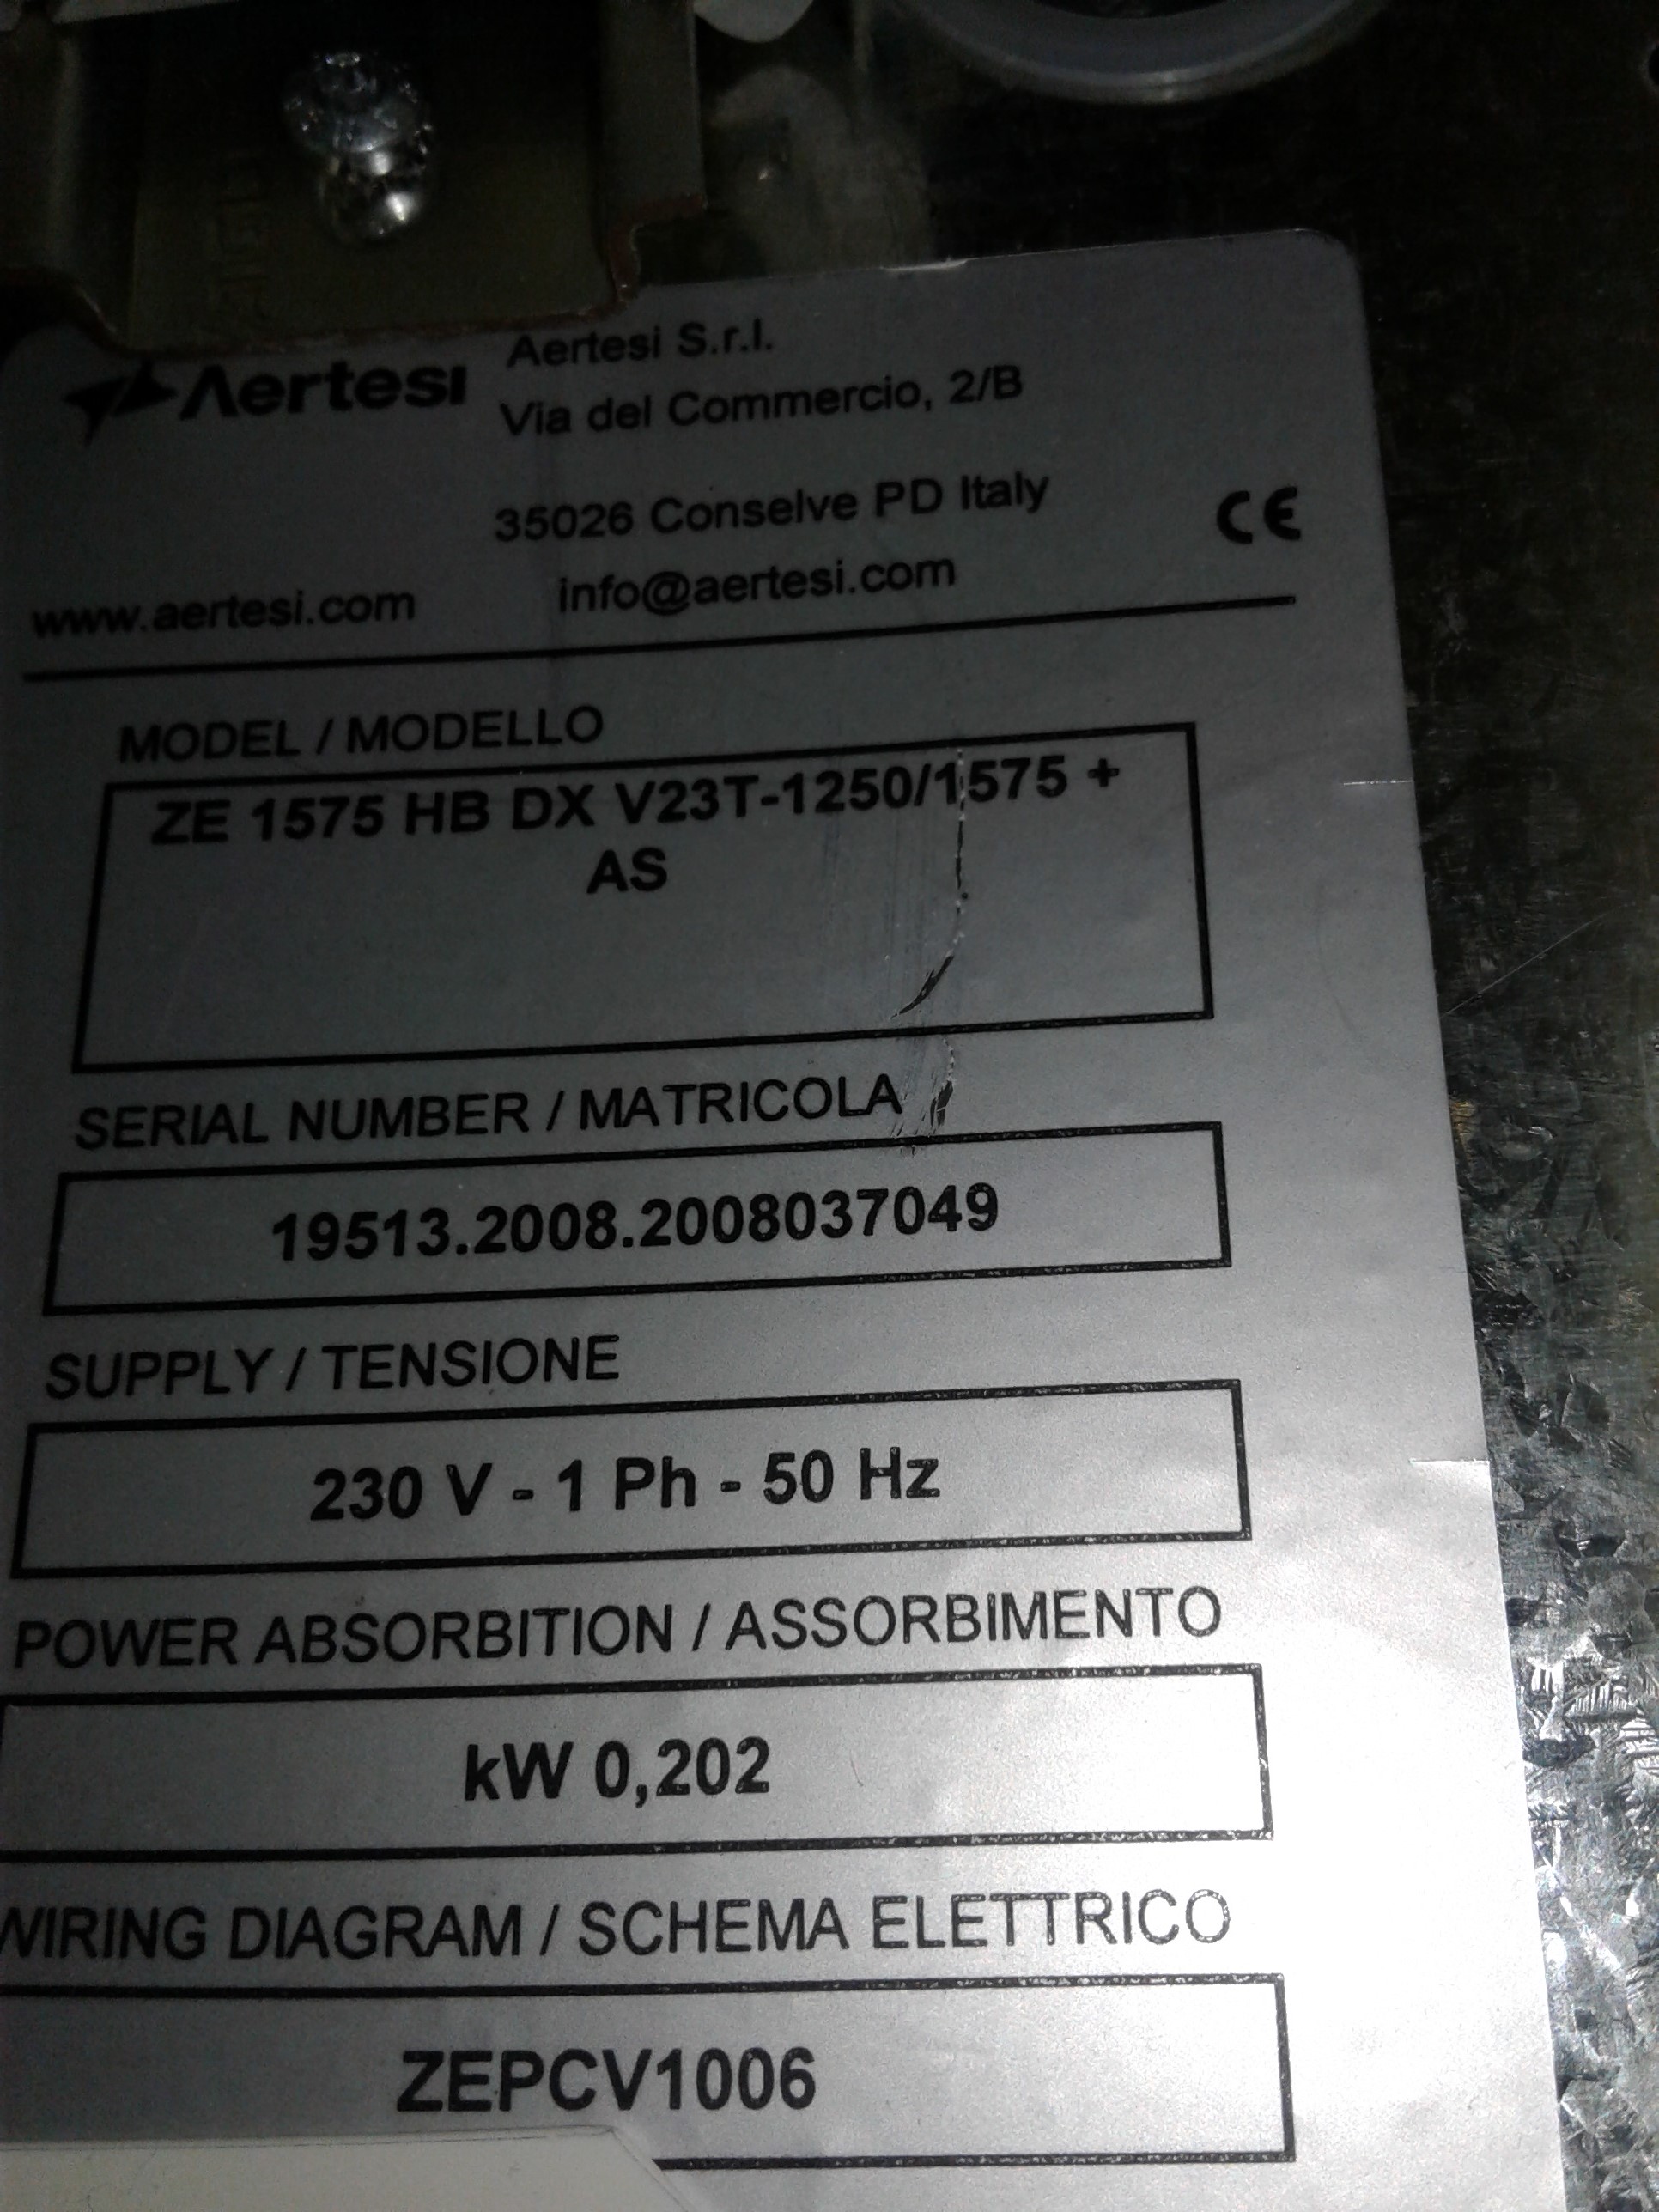 Aertesi
Aertesi S.r.l.
Via del Commercio, 2/B
35026 Conselve PD Italy
CE
www.aertesi.com info@aertesi.com
MODEL / MODELLO
ZE 1575 HB DX V23T-1250/1575 +
AS
SERIAL NUMBER / MATRICOLA
19513.2008.2008037049
SUPPLY / TENSIONE
230 V - 1 Ph - 50 Hz
POWER ABSORBITION / ASSORBIMENTO
kW 0,202
WIRING DIAGRAM / SCHEMA ELETTRICO
ZEPCV1006